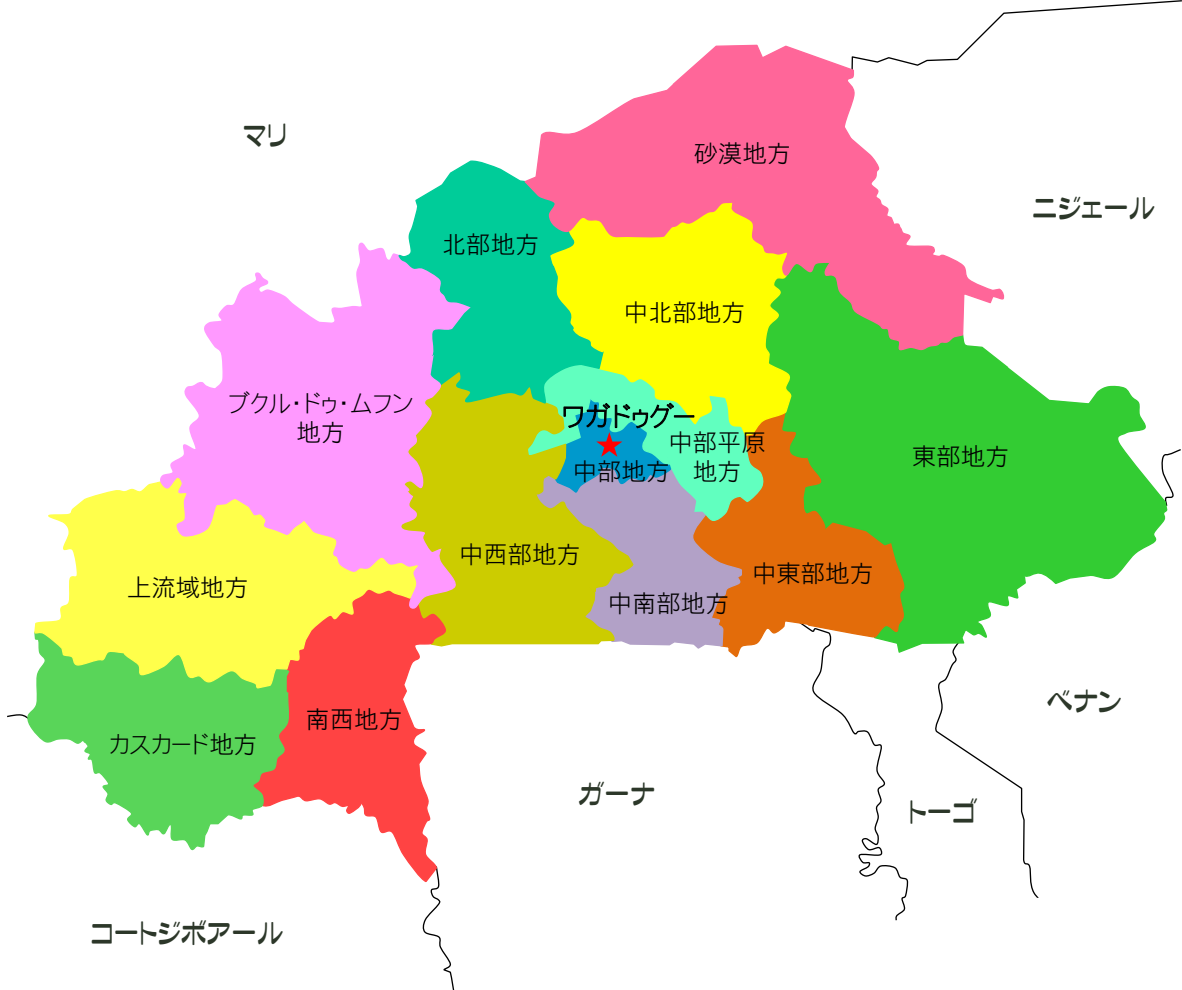 マリ
砂漠地方
ニジェール
北部地方
中北部地方
ブクル・ドゥ・ムフン
地方
ワガドゥグー
中部平原
地方
中部地方
東部地方
中西部地方
上流域地方
中東部地方
中南部地方
南西地方
カスカード地方
ベナン
ガーナ
トーゴ
コートジボアール